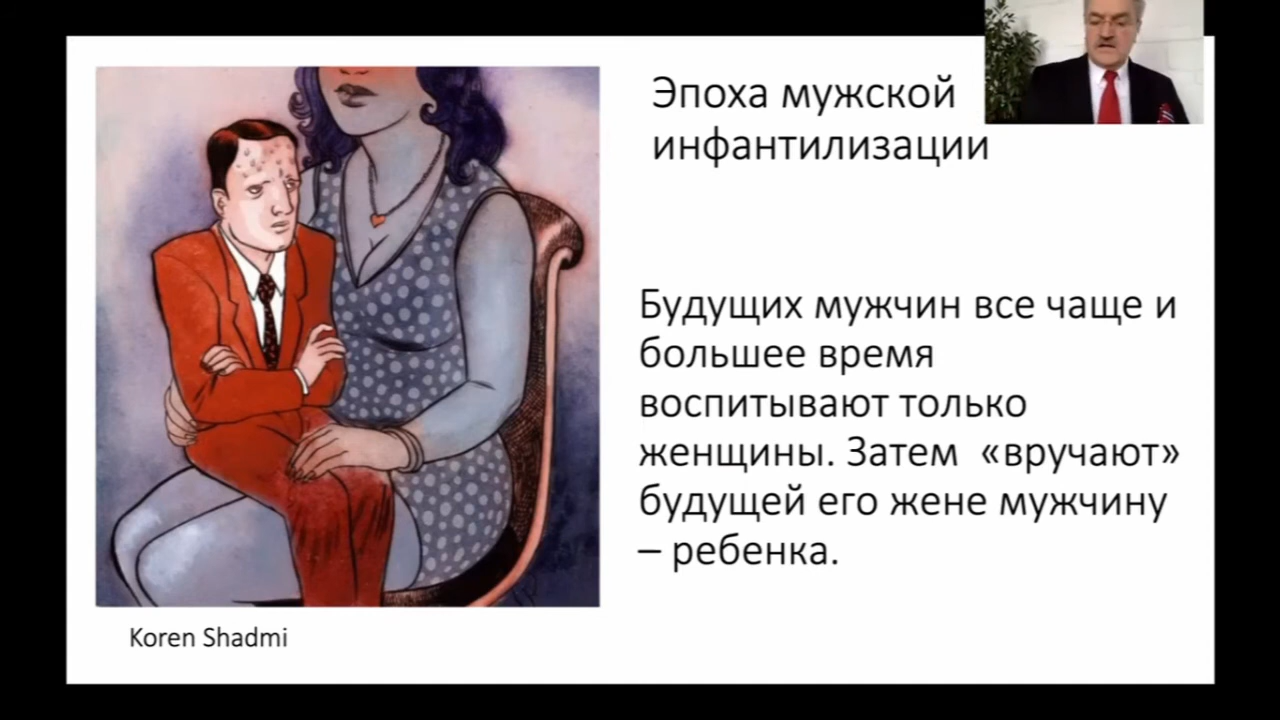 Эпоха мужской
инфантилизации
Будущих мужчин все чаще и
большее время
воспитывают только
женщины. Затем «вручают»
будущей его жене мужчину
– ребенка.
Koren Shadmi